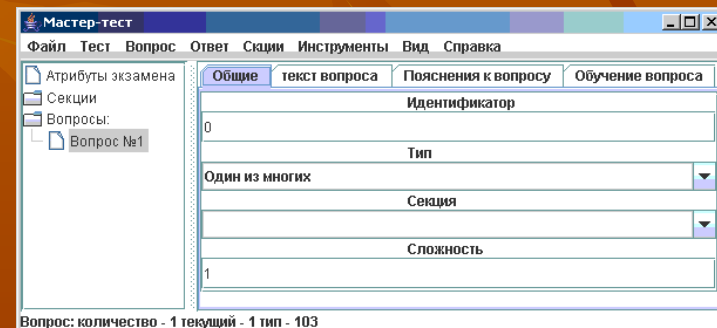 Мастер-тест
Файл Тест Вопрос Ответ Скции Инструменты Вид Справка
Атрибуты экзамена
Секции
Вопросы:
Вопрос №1
Общие текст вопроса Пояснения к вопросу Обучение вопроса
Идентификатор
0
Тип
Один из многих
Секция
Сложность
1
Вопрос: количество - 1 текущий - 1 тип - 103